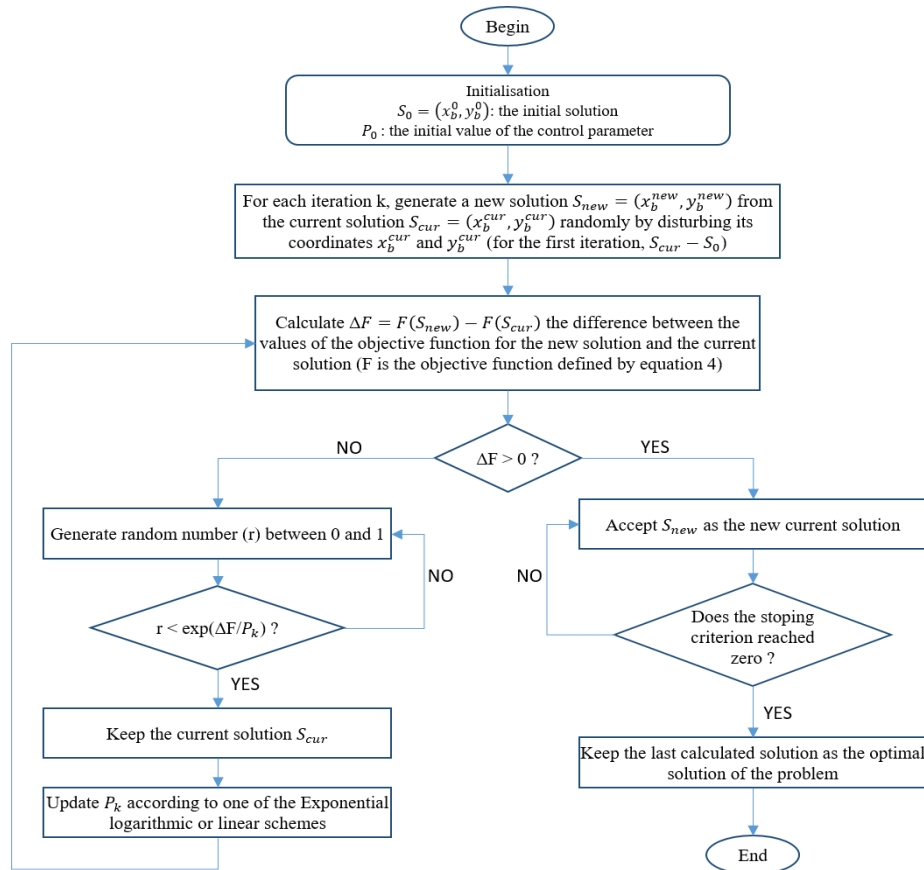 Begin
Initialisation
S₀ = (x_b⁰, y_b⁰): the initial solution
P₀ : the initial value of the control parameter
For each iteration k, generate a new solution S_new = (x_b^new, y_b^new) from
the current solution S_cur = (x_b^cur, y_b^cur) randomly by disturbing its
coordinates x_b^cur and y_b^cur (for the first iteration, S_cur − S₀)
Calculate ΔF = F(S_new) − F(S_cur) the difference between the
values of the objective function for the new solution and the current
solution (F is the objective function defined by equation 4)
NO
ΔF > 0 ?
YES
Generate random number (r) between 0 and 1
NO
r < exp(ΔF/P_k) ?
YES
Keep the current solution S_cur
Update P_k according to one of the Exponential
logarithmic or linear schemes
Accept S_new as the new current solution
NO
Does the stoping
criterion reached
zero ?
YES
Keep the last calculated solution as the optimal
solution of the problem
End